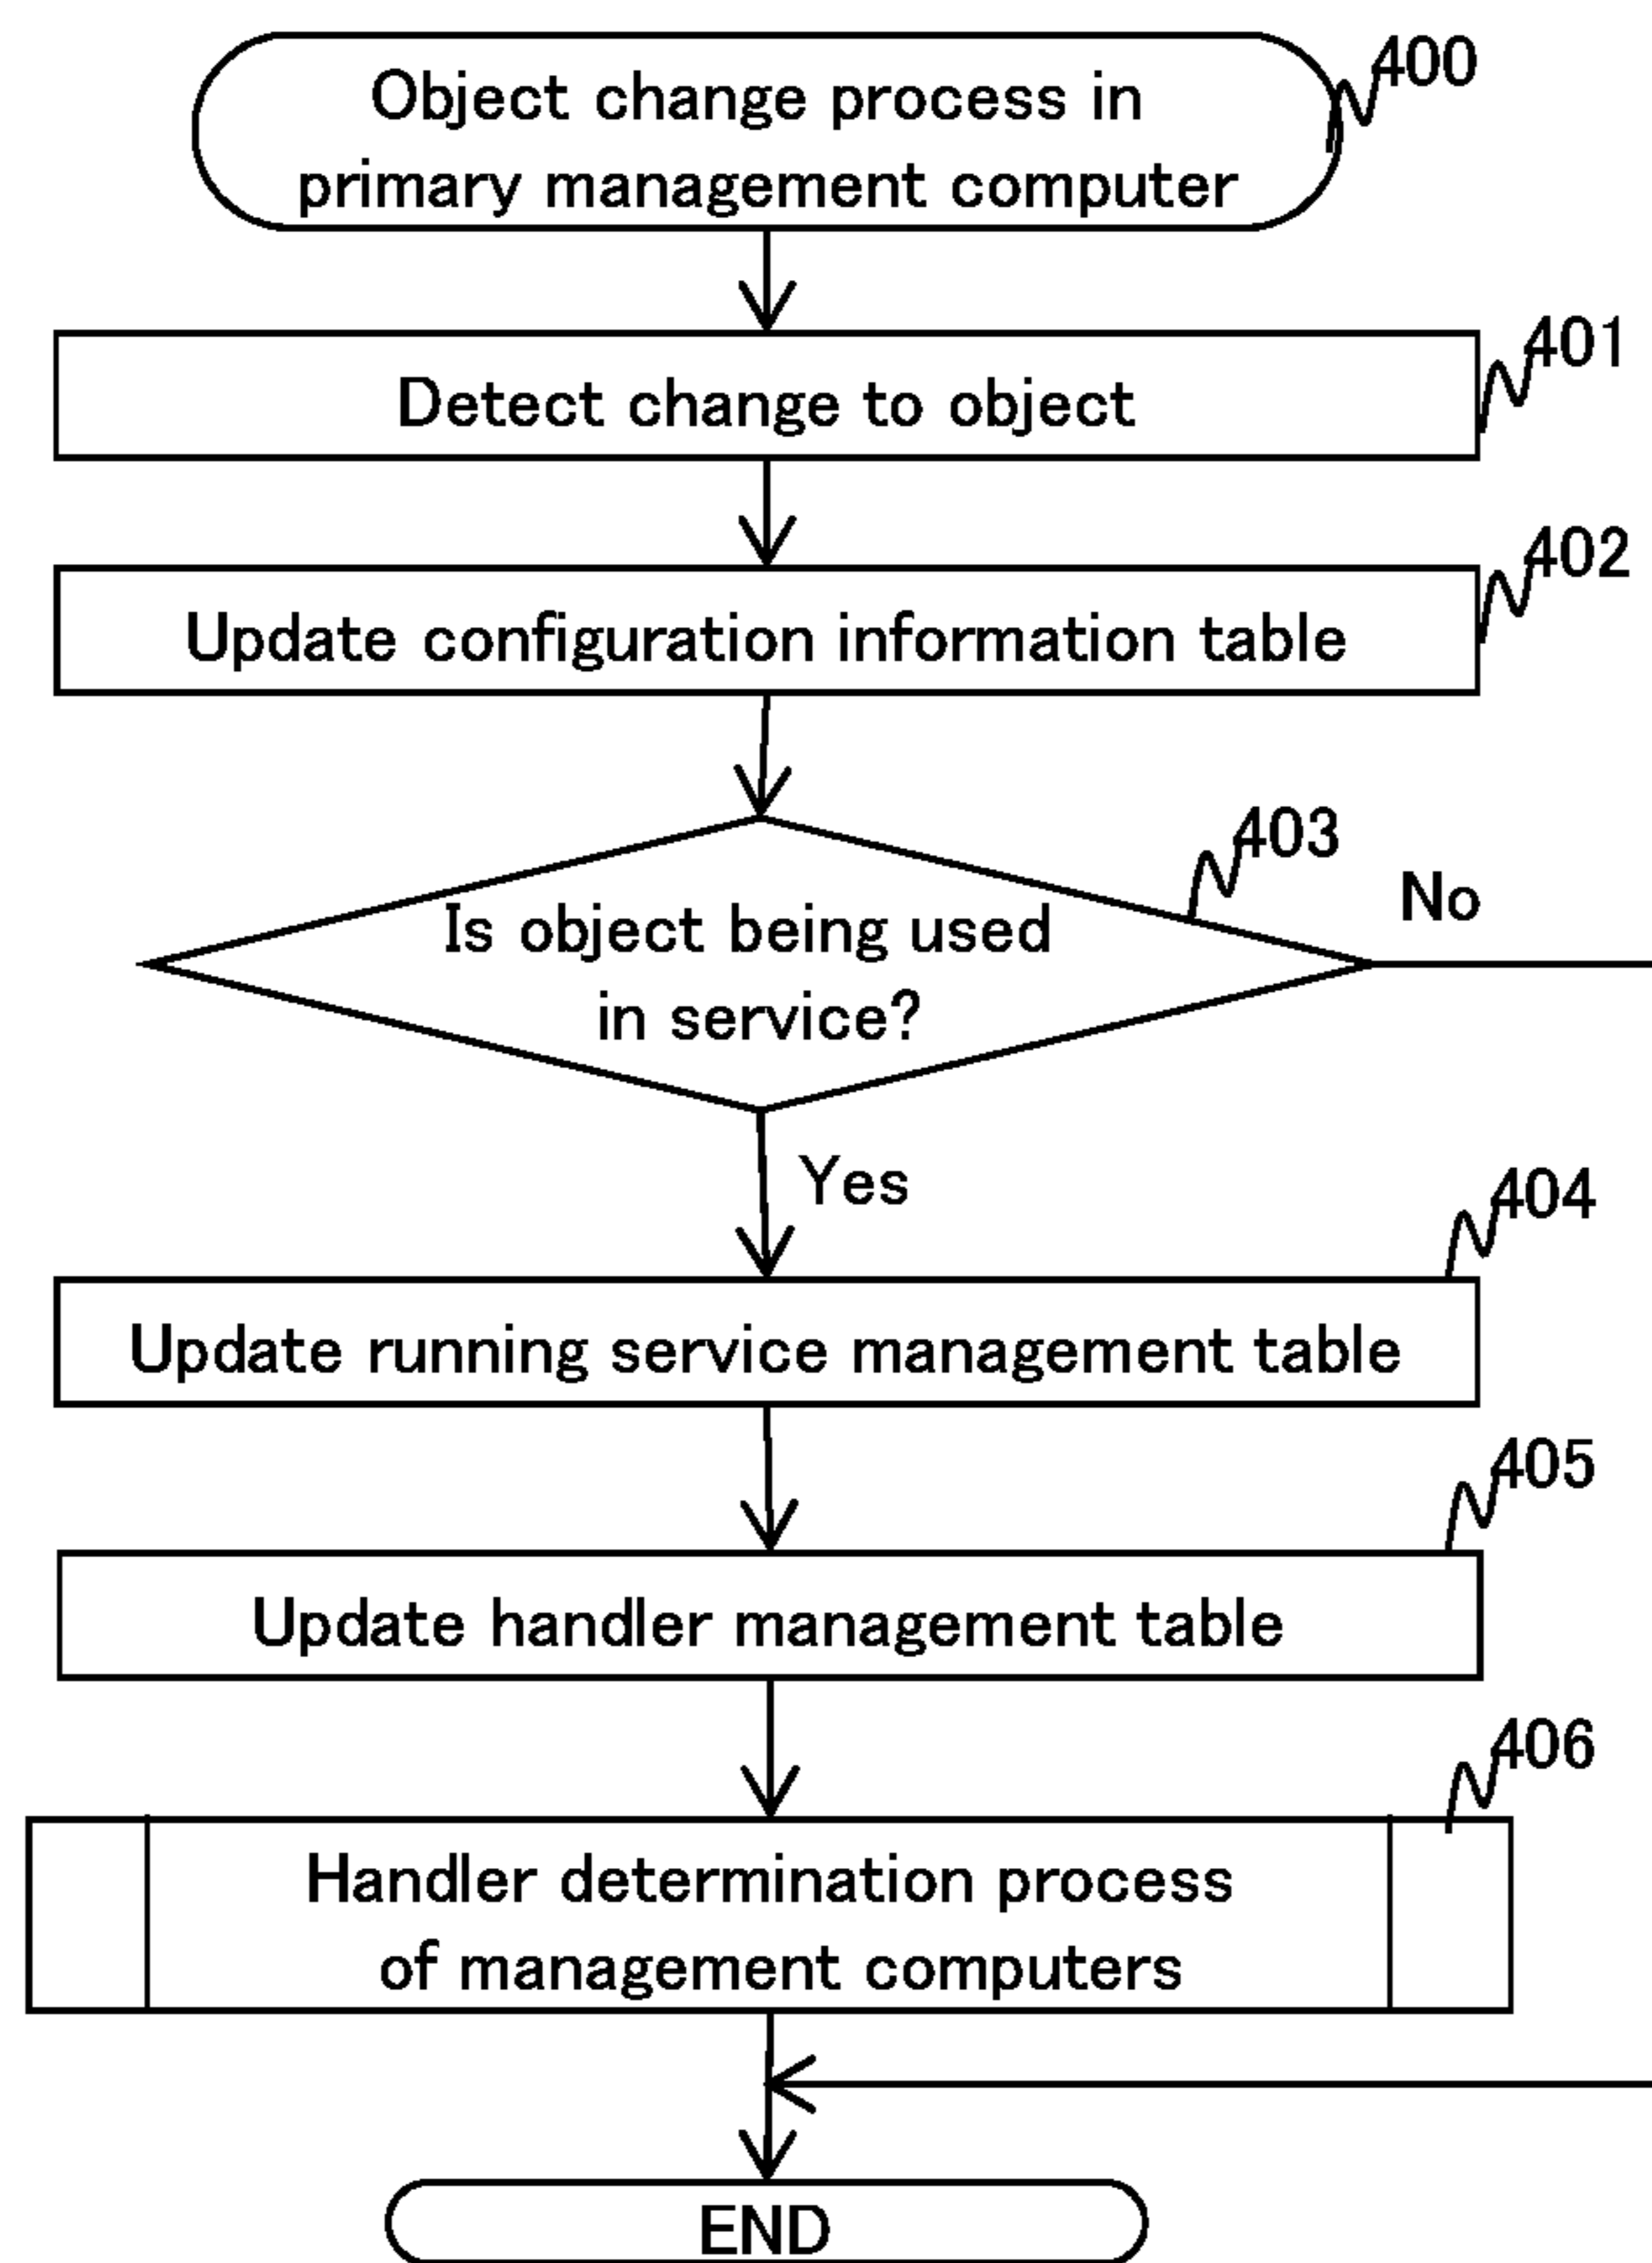 Object change process in
primary management computer
400
Detect change to object
401
Update configuration information table
402
Is object being used
in service?
403
No
Yes
Update running service management table
404
Update handler management table
405
Handler determination process
of management computers
406
END